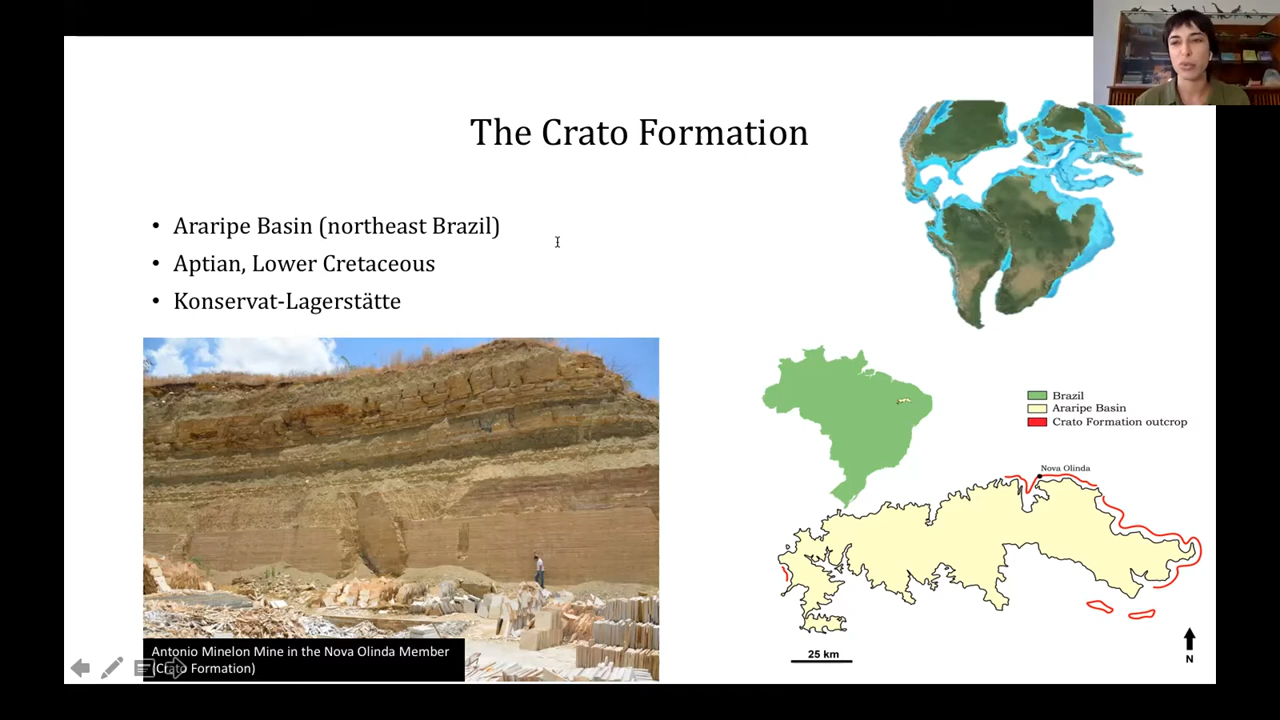 The Crato Formation
• Araripe Basin (northeast Brazil)
• Aptian, Lower Cretaceous
• Konservat-Lagerstätte
Brazil
Araripe Basin
Crato Formation outcrop
Nova Olinda
25 km
N
Antonio Minelon Mine in the Nova Olinda Member
(Crato Formation)